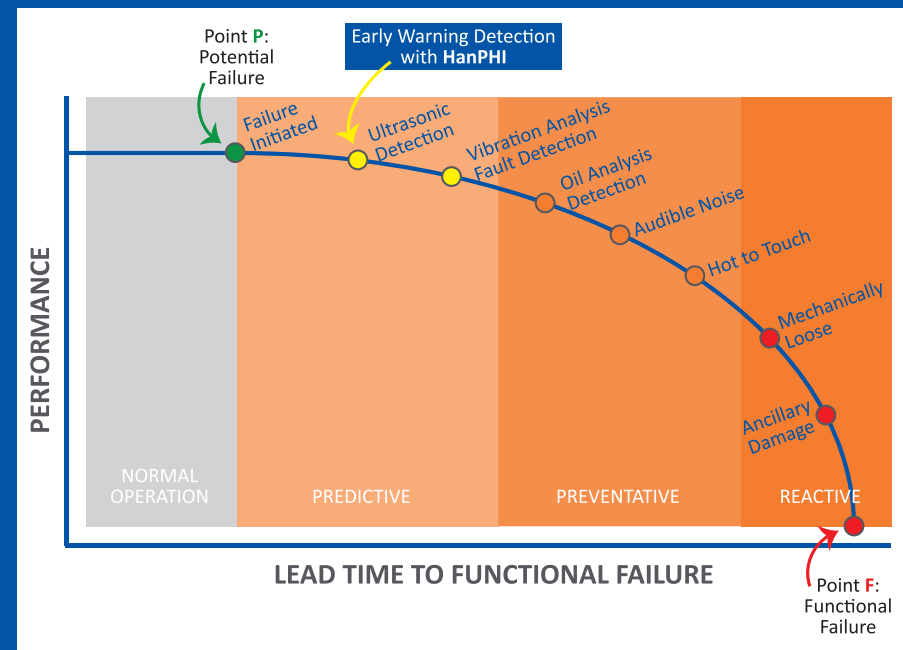 Point P:
Potential
Failure
Early Warning Detection
with HanPHI
Failure
Initiated
Ultrasonic
Detection
Vibration Analysis
Fault Detection
Oil Analysis
Detection
Audible Noise
Hot to Touch
Mechanically
Loose
Ancillary
Damage
PERFORMANCE
NORMAL
OPERATION
PREDICTIVE
PREVENTATIVE
REACTIVE
LEAD TIME TO FUNCTIONAL FAILURE
Point F:
Functional
Failure